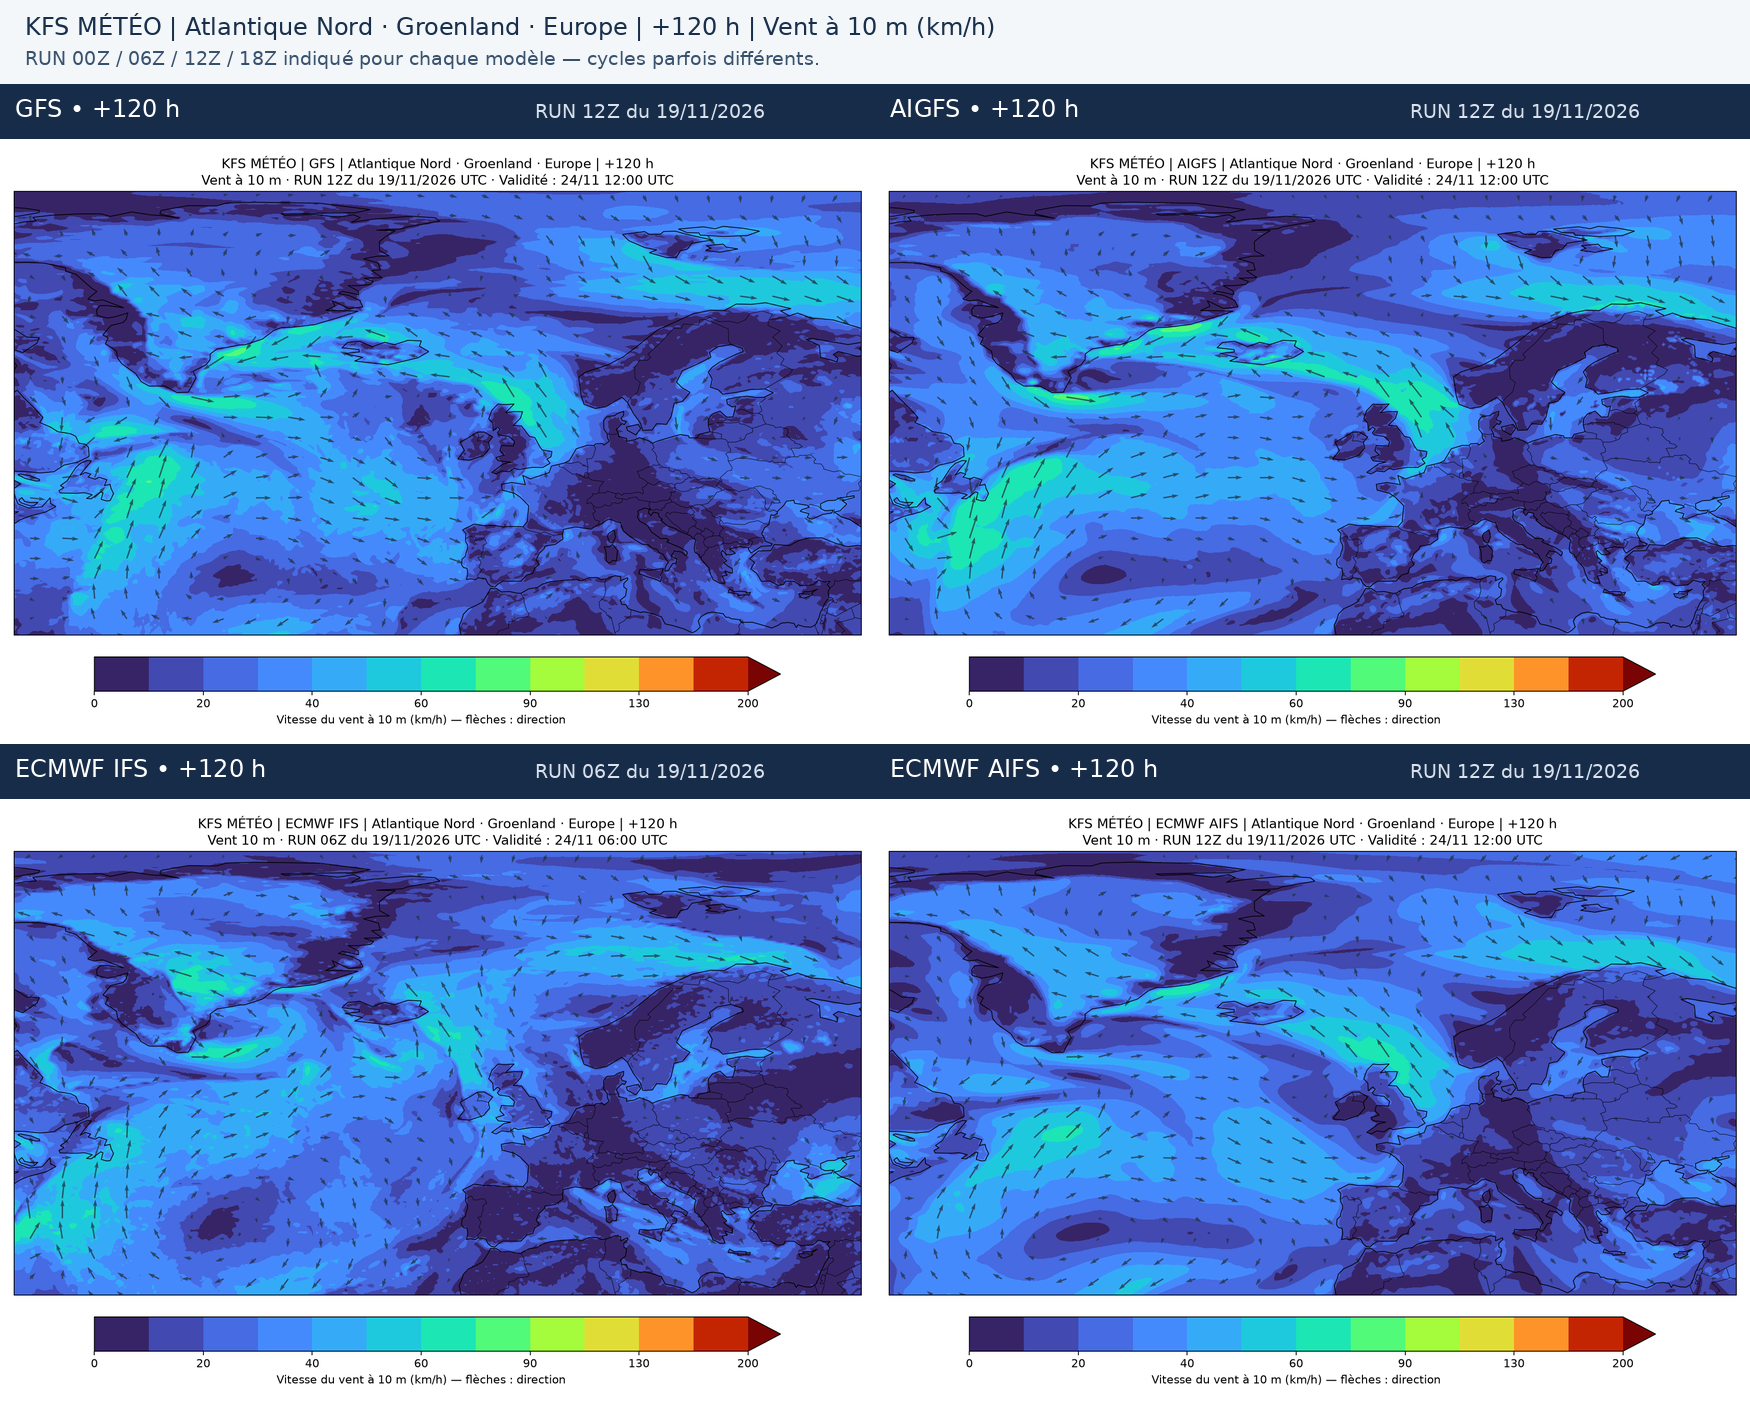 KFS MÉTÉO | Atlantique Nord · Groenland · Europe | +120 h | Vent à 10 m (km/h)
RUN 00Z / 06Z / 12Z / 18Z indiqué pour chaque modèle — cycles parfois différents.
GFS • +120 h RUN 12Z du 19/11/2026
KFS MÉTÉO | GFS | Atlantique Nord · Groenland · Europe | +120 h
Vent à 10 m · RUN 12Z du 19/11/2026 UTC · Validité : 24/11 12:00 UTC
0 20 40 60 90 130 200
Vitesse du vent à 10 m (km/h) — flèches : direction
AIGFS • +120 h RUN 12Z du 19/11/2026
KFS MÉTÉO | AIGFS | Atlantique Nord · Groenland · Europe | +120 h
Vent à 10 m · RUN 12Z du 19/11/2026 UTC · Validité : 24/11 12:00 UTC
0 20 40 60 90 130 200
Vitesse du vent à 10 m (km/h) — flèches : direction
ECMWF IFS • +120 h RUN 06Z du 19/11/2026
KFS MÉTÉO | ECMWF IFS | Atlantique Nord · Groenland · Europe | +120 h
Vent 10 m · RUN 06Z du 19/11/2026 UTC · Validité : 24/11 06:00 UTC
0 20 40 60 90 130 200
Vitesse du vent à 10 m (km/h) — flèches : direction
ECMWF AIFS • +120 h RUN 12Z du 19/11/2026
KFS MÉTÉO | ECMWF AIFS | Atlantique Nord · Groenland · Europe | +120 h
Vent 10 m · RUN 12Z du 19/11/2026 UTC · Validité : 24/11 12:00 UTC
0 20 40 60 90 130 200
Vitesse du vent à 10 m (km/h) — flèches : direction